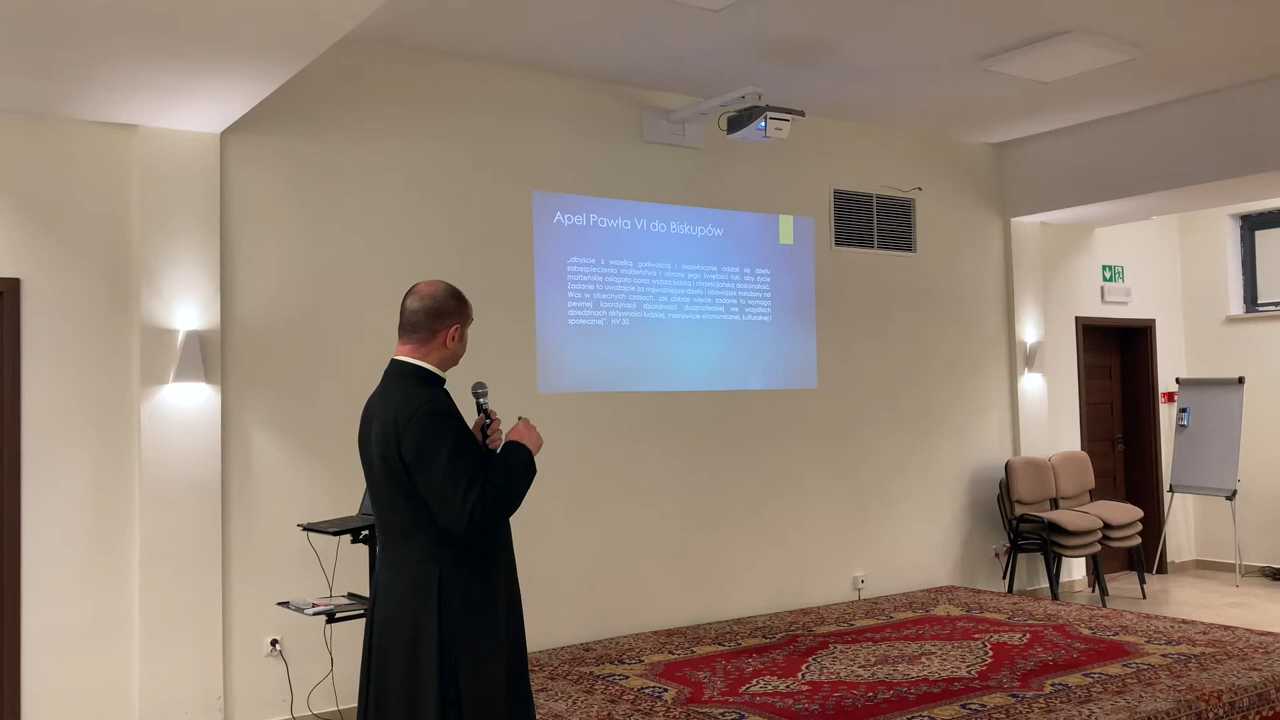 Apel Pawła VI do Biskupów
„abyście z wszelką gorliwością i niezwłocznie oddali się dziełu
zabezpieczenia małżeństwa i obrony jego świętości tak, aby życie
małżeńskie osiągało coraz wyższą ludzką i chrześcijańską doskonałość.
Zadanie to uważajcie za najważniejsze dzieło i obowiązek nałożony na
Was w obecnych czasach. Jak dobrze wiecie, zadanie to wymaga
pewnej koordynacji działalności duszpasterskiej we wszystkich
dziedzinach aktywności ludzkiej, mianowicie ekonomicznej, kulturalnej i
społecznej”. HV 30